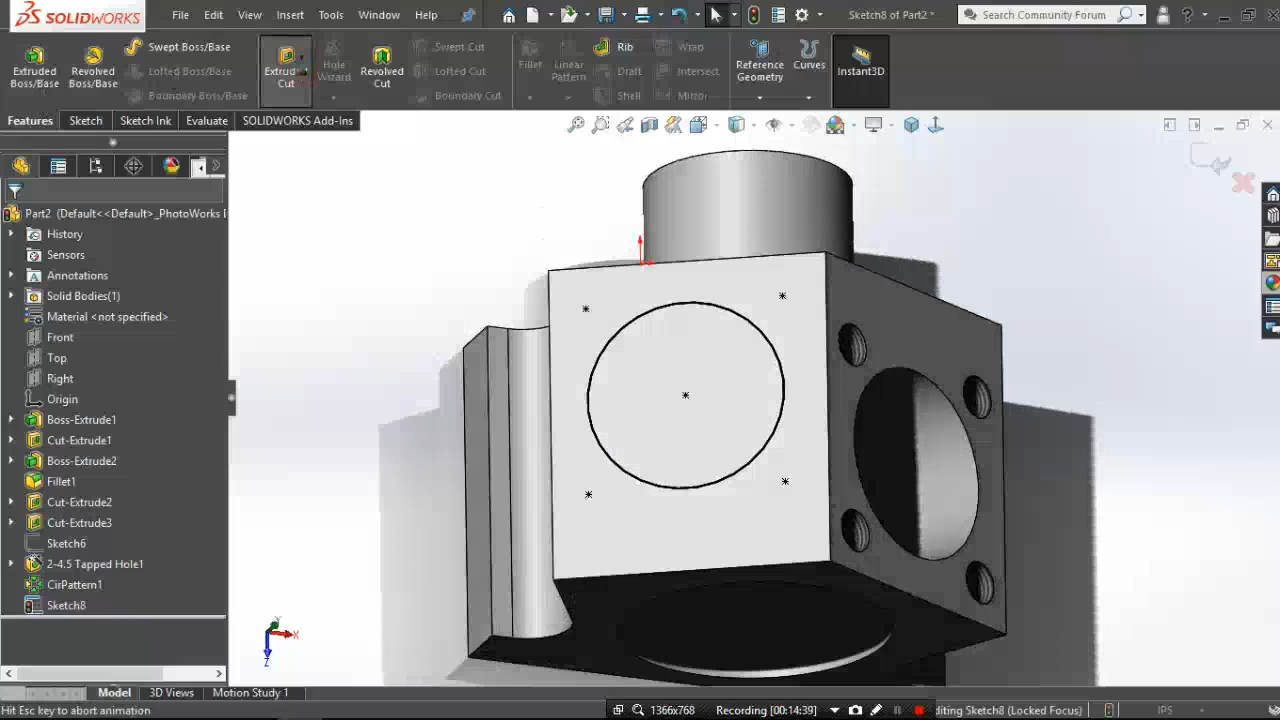 SOLIDWORKS File Edit View Insert Tools Window Help Sketch8 of Part2 * Search Community Forum ?
Extruded Boss/Base Revolved Boss/Base Swept Boss/Base Lofted Boss/Base Boundary Boss/Base
Extruded Cut Hole Wizard Revolved Cut Swept Cut Lofted Cut Boundary Cut
Fillet Linear Pattern Rib Draft Shell Wrap Intersect Mirror
Reference Geometry Curves Instant3D
Features Sketch Sketch Ink Evaluate SOLIDWORKS Add-Ins
Part2 (Default<<Default>_PhotoWorks
History
Sensors
Annotations
Solid Bodies(1)
Material <not specified>
Front
Top
Right
Origin
Boss-Extrude1
Cut-Extrude1
Boss-Extrude2
Fillet1
Cut-Extrude2
Cut-Extrude3
Sketch6
2-4.5 Tapped Hole1
CirPattern1
Sketch8
Y
X
Z
Model 3D Views Motion Study 1
Hit Esc key to abort animation 1366x768 Recording [00:14:39] diting Sketch8 (Locked Focus) IPS